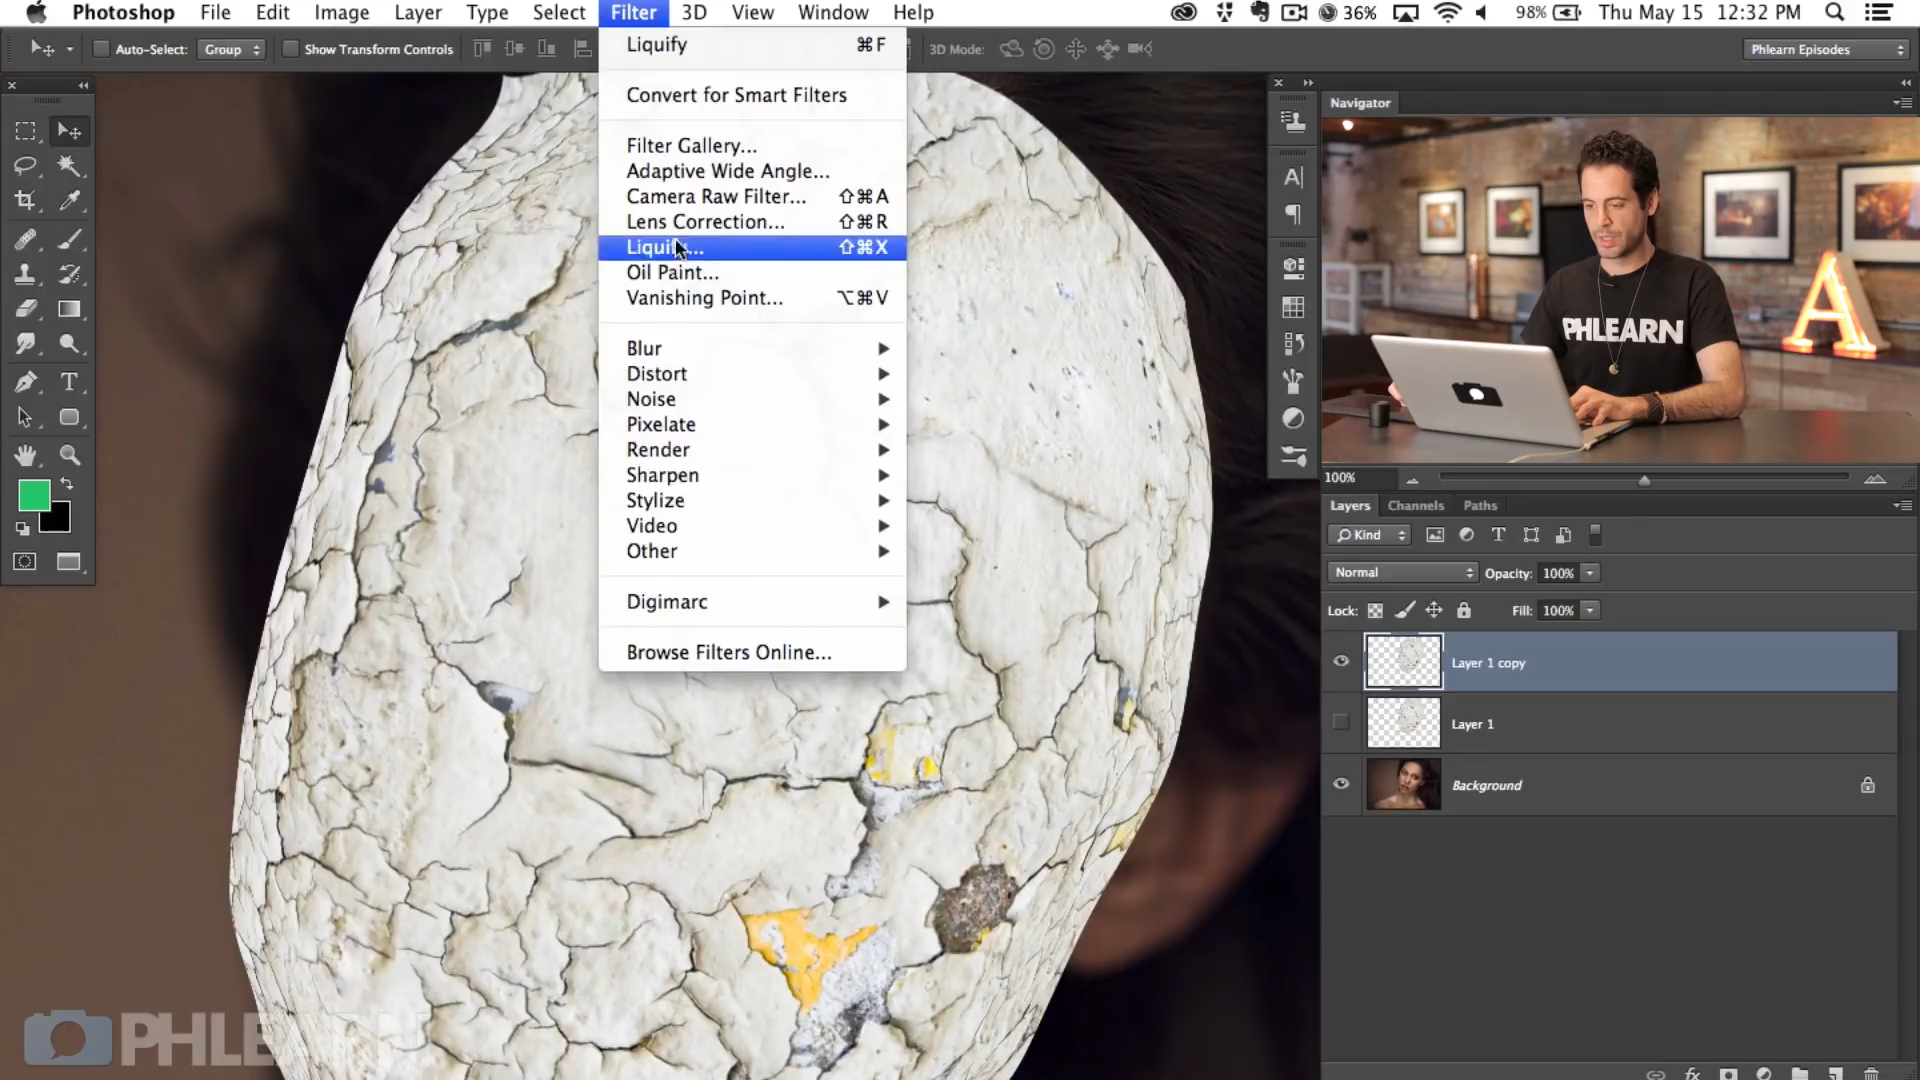 Photoshop File Edit Image Layer Type Select Filter 3D View Window Help 36% 98% Thu May 15 12:32 PM
Auto-Select: Group Show Transform Controls 3D Mode: Phlearn Episodes
Liquify ⌘F
Convert for Smart Filters
Filter Gallery...
Adaptive Wide Angle...
Camera Raw Filter... ⇧⌘A
Lens Correction... ⇧⌘R
Liquify... ⇧⌘X
Oil Paint...
Vanishing Point... ⌥⌘V
Blur
Distort
Noise
Pixelate
Render
Sharpen
Stylize
Video
Other
Digimarc
Browse Filters Online...
Navigator
PHLEARN
A
100%
Layers Channels Paths
Kind
Normal Opacity: 100%
Lock: Fill: 100%
Layer 1 copy
Layer 1
Background
fx
PHLEARN